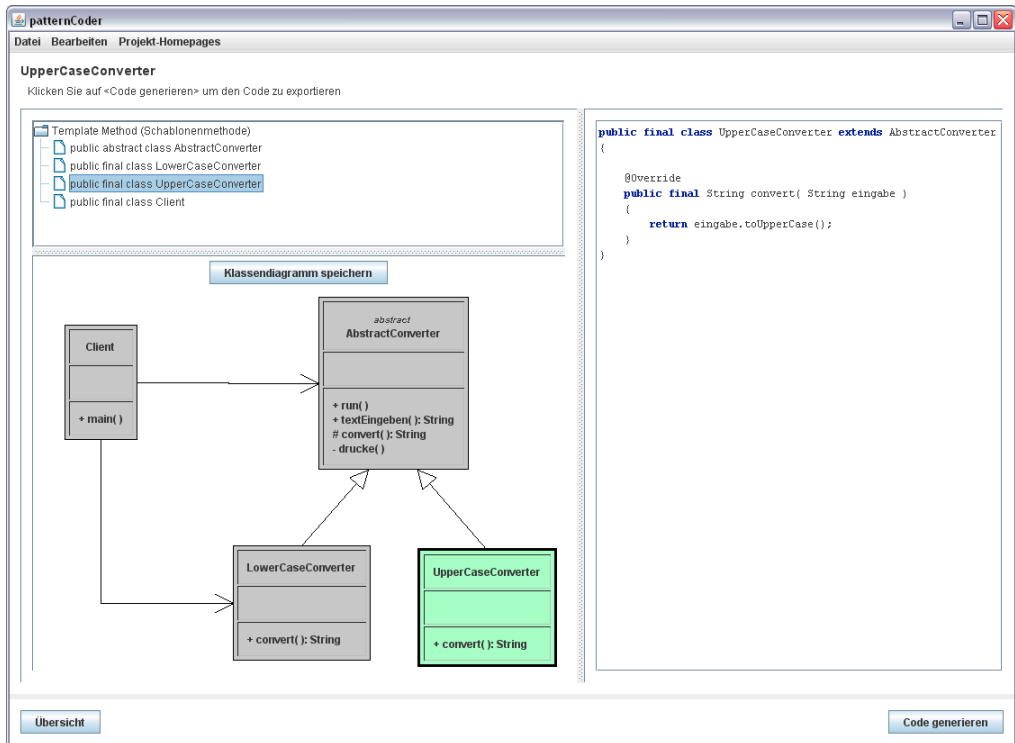 patternCoder
Datei Bearbeiten Projekt-Homepages
UpperCaseConverter
Klicken Sie auf «Code generieren» um den Code zu exportieren
Template Method (Schablonenmethode)
public abstract class AbstractConverter
public final class LowerCaseConverter
public final class UpperCaseConverter
public final class Client
Klassendiagramm speichern
abstract
AbstractConverter
+ run()
+ textEingeben( ): String
# convert( ): String
- drucke( )
Client
+ main( )
LowerCaseConverter
+ convert( ): String
UpperCaseConverter
+ convert( ): String
public final class UpperCaseConverter extends AbstractConverter
{
@Override
public final String convert( String eingabe )
{
return eingabe.toUpperCase();
}
}
Übersicht
Code generieren